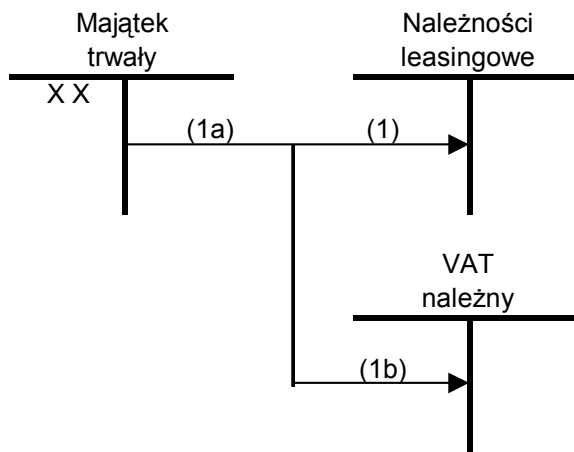 Majątek
trwały
Należności
leasingowe
X X
(1a)
(1)
VAT
należny
(1b)